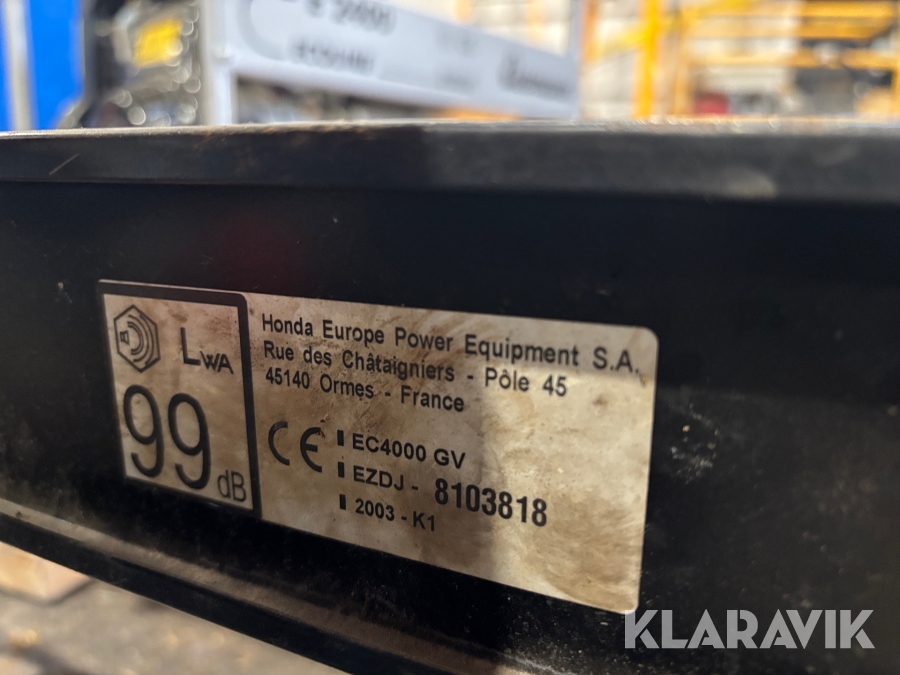 LWA
99
dB
Honda Europe Power Equipment S.A.
Rue des Châtaigniers - Pôle 45
45140 Ormes - France
CE
EC4000 GV
EZDJ - 8103818
2003 - K1
KLARAVIK